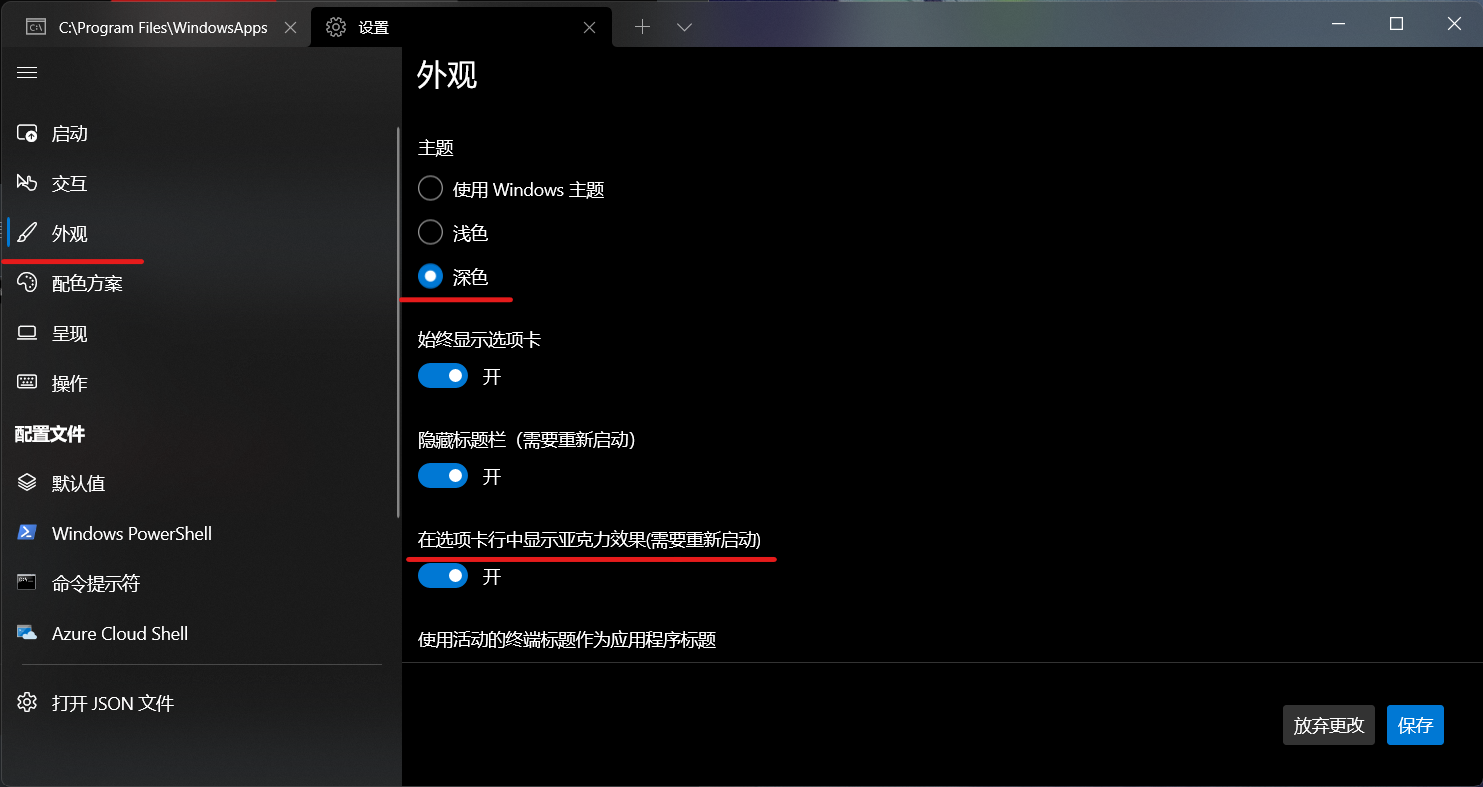 C:\Program Files\WindowsApps
设置
启动
交互
外观
配色方案
呈现
操作
配置文件
默认值
Windows PowerShell
命令提示符
Azure Cloud Shell
打开 JSON 文件
外观
主题
使用 Windows 主题
浅色
深色
始终显示选项卡
开
隐藏标题栏（需要重新启动）
开
在选项卡行中显示亚克力效果(需要重新启动)
开
使用活动的终端标题作为应用程序标题
放弃更改
保存